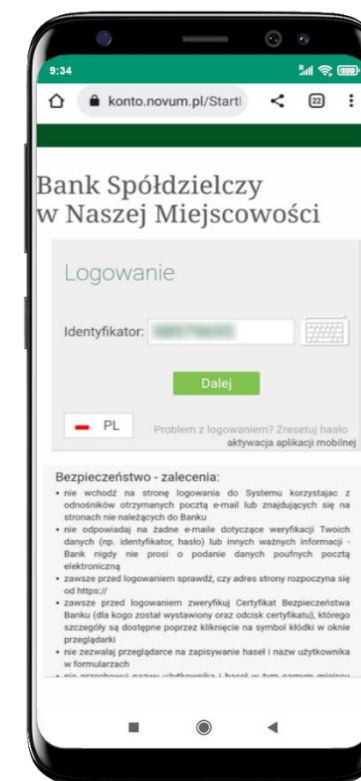 9:34
konto.novum.pl/Startl
22
Bank Spółdzielczy
w Naszej Miejscowości
Logowanie
Identyfikator:
Dalej
PL
Problem z logowaniem? Zresetuj hasło
aktywacja aplikacji mobilnej
Bezpieczeństwo - zalecenia:
• nie wchodź na stronę logowania do Systemu korzystajac z
odnośników otrzymanych pocztą e-mail lub znajdujących się na
stronach nie należących do Banku
• nie odpowiadaj na żadne e-maile dotyczące weryfikacji Twoich
danych (np. identyfikator, hasło) lub innych ważnych informacji -
Bank nigdy nie prosi o podanie danych poufnych pocztą
elektroniczną
• zawsze przed logowaniem sprawdź, czy adres strony rozpoczyna się
od https://
• zawsze przed logowaniem zweryfikuj Certyfikat Bezpieczeństwa
Banku (dla kogo został wystawiony oraz odcisk certyfikatu), którego
szczegóły są dostępne poprzez kliknięcie na symbol kłódki w oknie
przeglądarki
• nie zezwalaj przeglądarce na zapisywanie haseł i nazw użytkownika
w formularzach